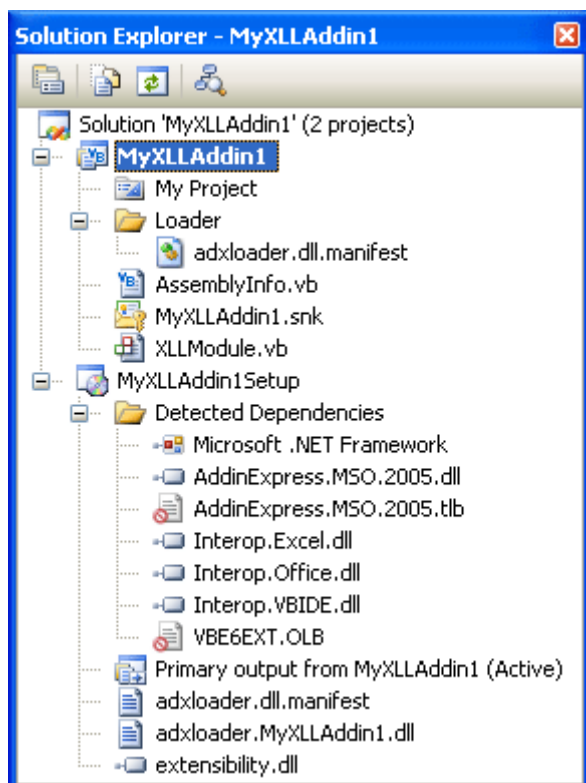 Solution Explorer - MyXLLAddin1
Solution 'MyXLLAddin1' (2 projects)
MyXLLAddin1
My Project
Loader
adxloader.dll.manifest
AssemblyInfo.vb
MyXLLAddin1.snk
XLLModule.vb
MyXLLAddin1Setup
Detected Dependencies
Microsoft .NET Framework
AddinExpress.MSO.2005.dll
AddinExpress.MSO.2005.tlb
Interop.Excel.dll
Interop.Office.dll
Interop.VBIDE.dll
VBE6EXT.OLB
Primary output from MyXLLAddin1 (Active)
adxloader.dll.manifest
adxloader.MyXLLAddin1.dll
extensibility.dll